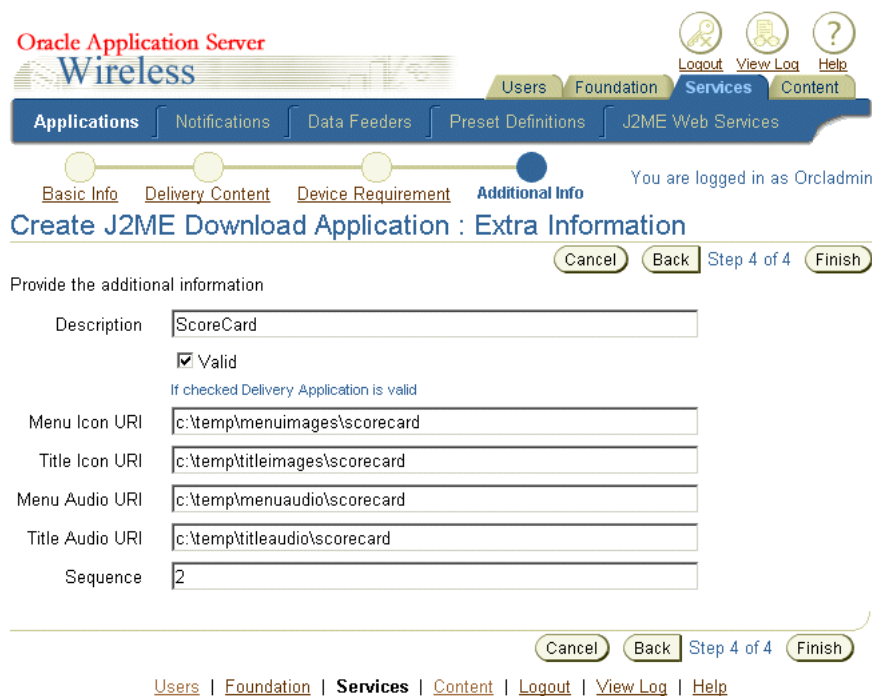 Oracle Application Server
Wireless
Logout View Log Help
Users Foundation Services Content
Applications Notifications Data Feeders Preset Definitions J2ME Web Services
Basic Info Delivery Content Device Requirement Additional Info
You are logged in as Orcladmin
Create J2ME Download Application : Extra Information
Cancel Back Step 4 of 4 Finish
Provide the additional information
Description ScoreCard
Valid
If checked Delivery Application is valid
Menu Icon URI c:\temp\menuimages\scorecard
Title Icon URI c:\temp\titleimages\scorecard
Menu Audio URI c:\temp\menuaudio\scorecard
Title Audio URI c:\temp\titleaudio\scorecard
Sequence 2
Cancel Back Step 4 of 4 Finish
Users | Foundation | Services | Content | Logout | View Log | Help